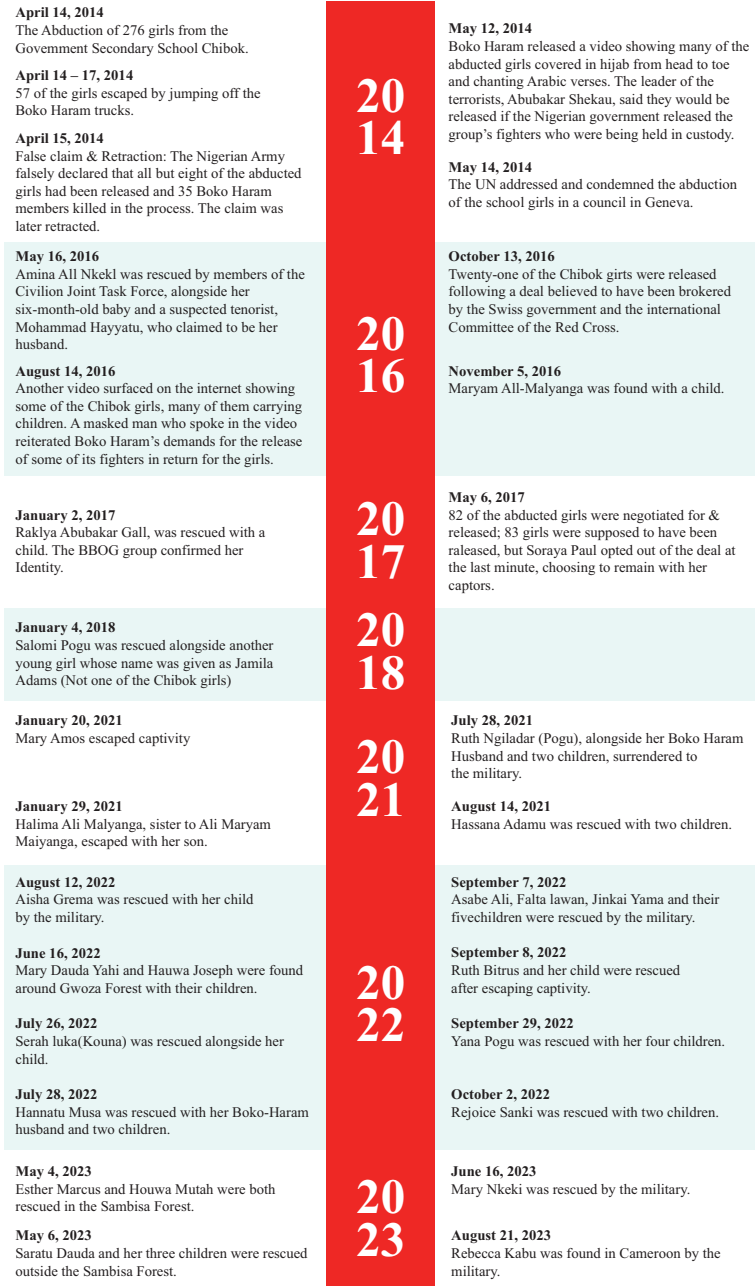 April 14, 2014
The Abduction of 276 girls from the
Govemment Secondary School Chibok.
April 14 – 17, 2014
57 of the girls escaped by jumping off the
Boko Haram trucks.
April 15, 2014
False claim & Retraction: The Nigerian Army
falsely declared that all but eight of the abducted
girls had been released and 35 Boko Haram
members killed in the process. The claim was
later retracted.
20
14
May 12, 2014
Boko Haram released a video showing many of the
abducted girls covered in hijab from head to toe
and chanting Arabic verses. The leader of the
terrorists, Abubakar Shekau, said they would be
released if the Nigerian government released the
group’s fighters who were being held in custody.
May 14, 2014
The UN addressed and condemned the abduction
of the school girls in a council in Geneva.
May 16, 2016
Amina All Nkekl was rescued by members of the
Civilion Joint Task Force, alongside her
six-month-old baby and a suspected tenorist,
Mohammad Hayyatu, who claimed to be her
husband.
August 14, 2016
Another video surfaced on the internet showing
some of the Chibok girls, many of them carrying
children. A masked man who spoke in the video
reiterated Boko Haram’s demands for the release
of some of its fighters in return for the girls.
20
16
October 13, 2016
Twenty-one of the Chibok girts were released
following a deal believed to have been brokered
by the Swiss government and the international
Committee of the Red Cross.
November 5, 2016
Maryam All-Malyanga was found with a child.
January 2, 2017
Raklya Abubakar Gall, was rescued with a
child. The BBOG group confirmed her
Identity.
20
17
May 6, 2017
82 of the abducted girls were negotiated for &
released; 83 girls were supposed to have been
raleased, but Soraya Paul opted out of the deal at
the last minute, choosing to remain with her
captors.
January 4, 2018
Salomi Pogu was rescued alongside another
young girl whose name was given as Jamila
Adams (Not one of the Chibok girls)
20
18
January 20, 2021
Mary Amos escaped captivity
January 29, 2021
Halima Ali Malyanga, sister to Ali Maryam
Maiyanga, escaped with her son.
20
21
July 28, 2021
Ruth Ngiladar (Pogu), alongside her Boko Haram
Husband and two children, surrendered to
the military.
August 14, 2021
Hassana Adamu was rescued with two children.
August 12, 2022
Aisha Grema was rescued with her child
by the military.
June 16, 2022
Mary Dauda Yahi and Hauwa Joseph were found
around Gwoza Forest with their children.
July 26, 2022
Serah luka(Kouna) was rescued alongside her
child.
July 28, 2022
Hannatu Musa was rescued with her Boko-Haram
husband and two children.
20
22
September 7, 2022
Asabe Ali, Falta lawan, Jinkai Yama and their
fivechildren were rescued by the military.
September 8, 2022
Ruth Bitrus and her child were rescued
after escaping captivity.
September 29, 2022
Yana Pogu was rescued with her four children.
October 2, 2022
Rejoice Sanki was rescued with two children.
May 4, 2023
Esther Marcus and Houwa Mutah were both
rescued in the Sambisa Forest.
May 6, 2023
Saratu Dauda and her three children were rescued
outside the Sambisa Forest.
20
23
June 16, 2023
Mary Nkeki was rescued by the military.
August 21, 2023
Rebecca Kabu was found in Cameroon by the
military.